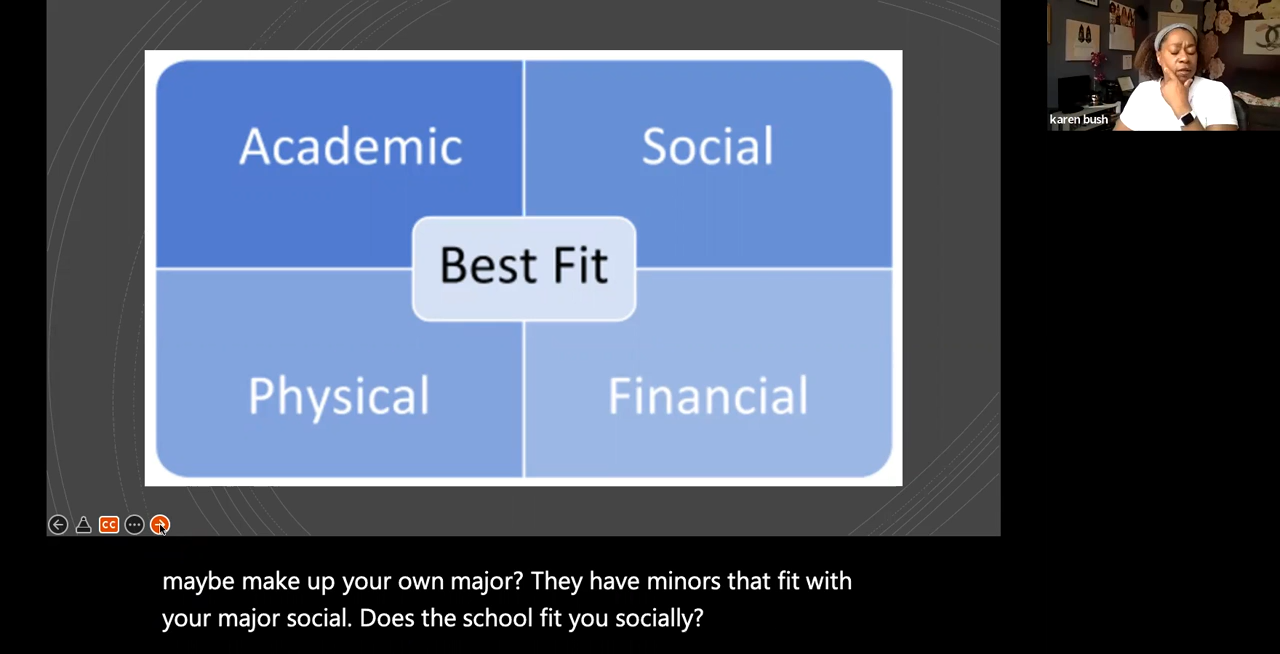 Academic
Social
Best Fit
Physical
Financial
karen bush
CC
maybe make up your own major? They have minors that fit with
your major social. Does the school fit you socially?